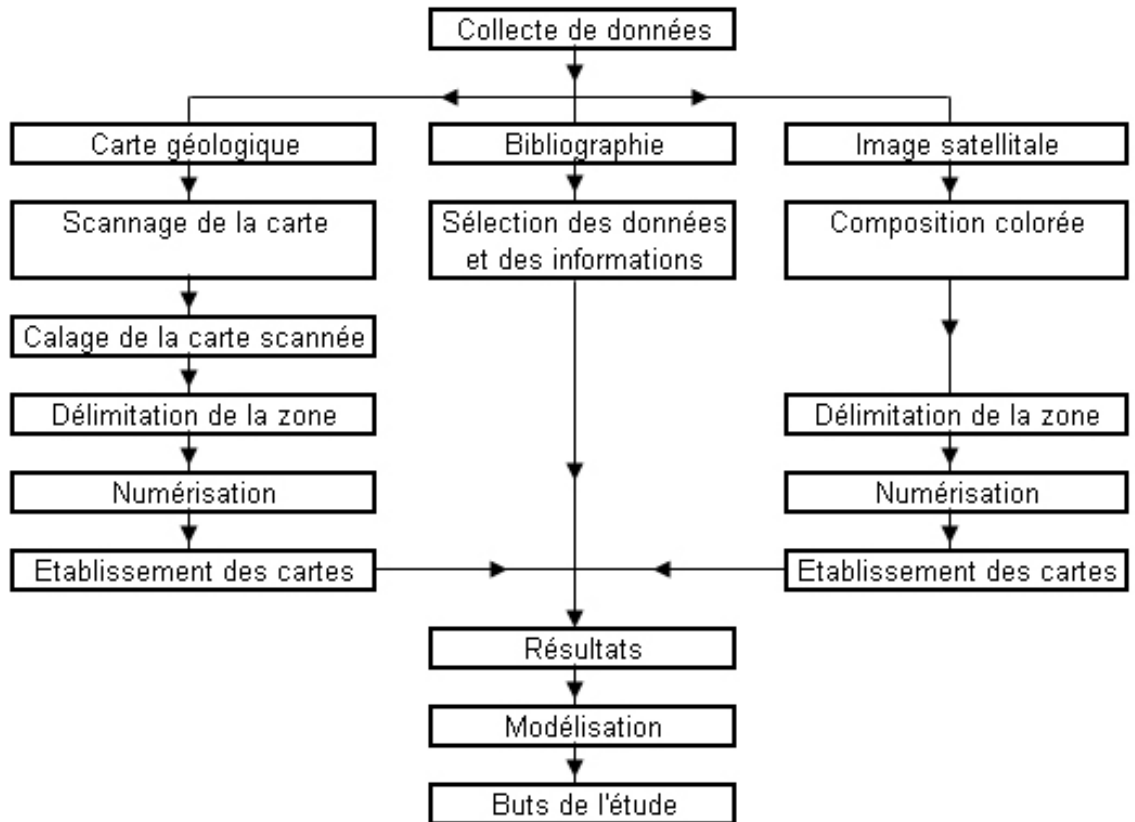 Collecte de données
Carte géologique
Bibliographie
Image satellitale
Scannage de la carte
Sélection des données
et des informations
Composition colorée
Calage de la carte scannée
Délimitation de la zone
Délimitation de la zone
Numérisation
Numérisation
Etablissement des cartes
Etablissement des cartes
Résultats
Modélisation
Buts de l'étude